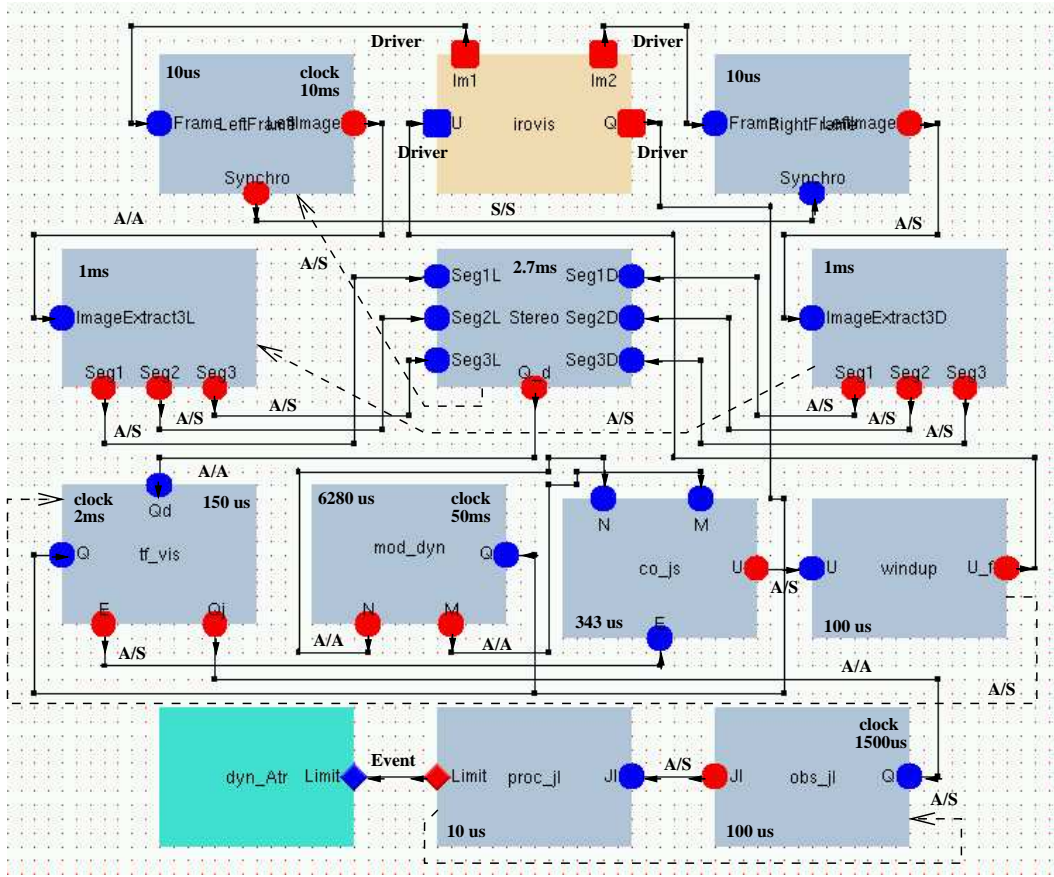 Driver
10us
clock
10ms
Im1
Im2
10us
Frame
LeftFrame
LeftImage
U
irovis
Q
Frame
RightFrame
LeftImage
Driver
Driver
Synchro
Synchro
A/A
S/S
A/S
A/S
1ms
2.7ms
1ms
Seg1L
Seg1D
ImageExtract3L
Seg2L
Stereo
Seg2D
ImageExtract3D
Seg3L
Seg3D
Seg1
Seg2
Seg3
Q_d
Seg1
Seg2
Seg3
A/S
A/S
A/S
A/S
A/S
A/S
A/S
A/A
clock
2ms
150 us
6280 us
clock
50ms
Qd
N
M
Q
tf_vis
mod_dyn
Q
co_js
U
U
windup
U_f
A/S
E
Qj
N
M
343 us
E
100 us
A/S
A/A
A/A
A/A
A/S
clock
1500us
dyn_Atr
Limit
Event
Limit
proc_jl
Jl
A/S
Jl
obs_jl
Q
A/S
10 us
100 us